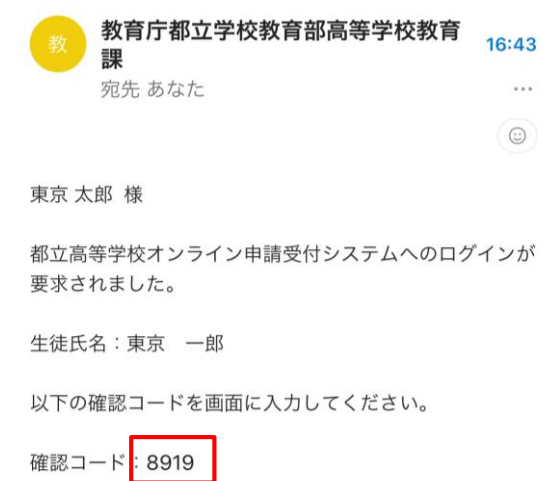 教
教育庁都立学校教育部高等学校教育
課
16:43
宛先 あなた
…
東京 太郎 様
都立高等学校オンライン申請受付システムへのログインが
要求されました。
生徒氏名：東京　一郎
以下の確認コードを画面に入力してください。
確認コード：8919